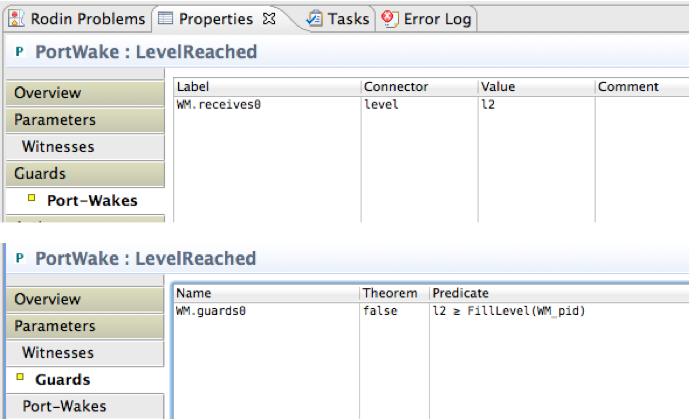 Rodin Problems Properties Tasks Error Log
P PortWake : LevelReached
Label Connector Value Comment
Overview
WM.receives0 level l2
Parameters
Witnesses
Guards
Port-Wakes
P PortWake : LevelReached
Name Theorem Predicate
Overview
WM.guards0 false l2 ≥ FillLevel(WM_pid)
Parameters
Witnesses
Guards
Port-Wakes